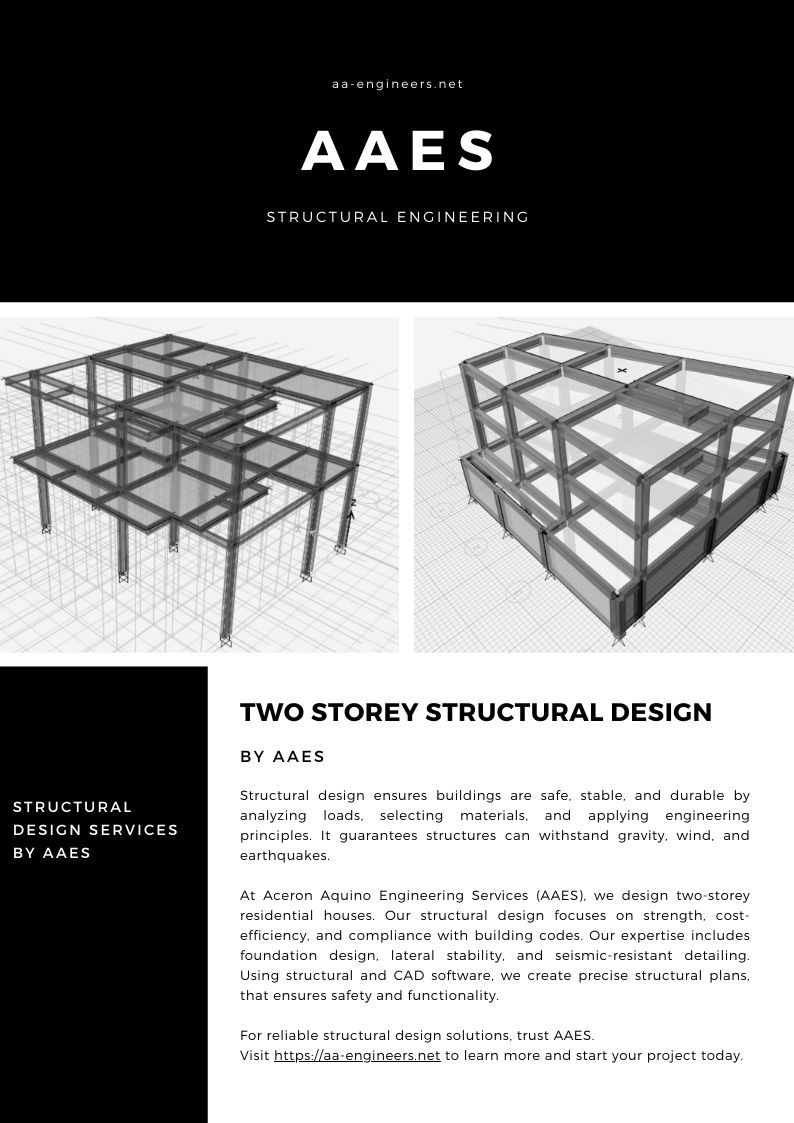 aa-engineers.net
AAES
STRUCTURAL ENGINEERING
Z
STRUCTURAL
DESIGN SERVICES
BY AAES
TWO STOREY STRUCTURAL DESIGN
BY AAES
Structural design ensures buildings are safe, stable, and durable by
analyzing loads, selecting materials, and applying engineering
principles. It guarantees structures can withstand gravity, wind, and
earthquakes.
At Aceron Aquino Engineering Services (AAES), we design two-storey
residential houses. Our structural design focuses on strength, cost-
efficiency, and compliance with building codes. Our expertise includes
foundation design, lateral stability, and seismic-resistant detailing.
Using structural and CAD software, we create precise structural plans,
that ensures safety and functionality.
For reliable structural design solutions, trust AAES.
Visit https://aa-engineers.net to learn more and start your project today.